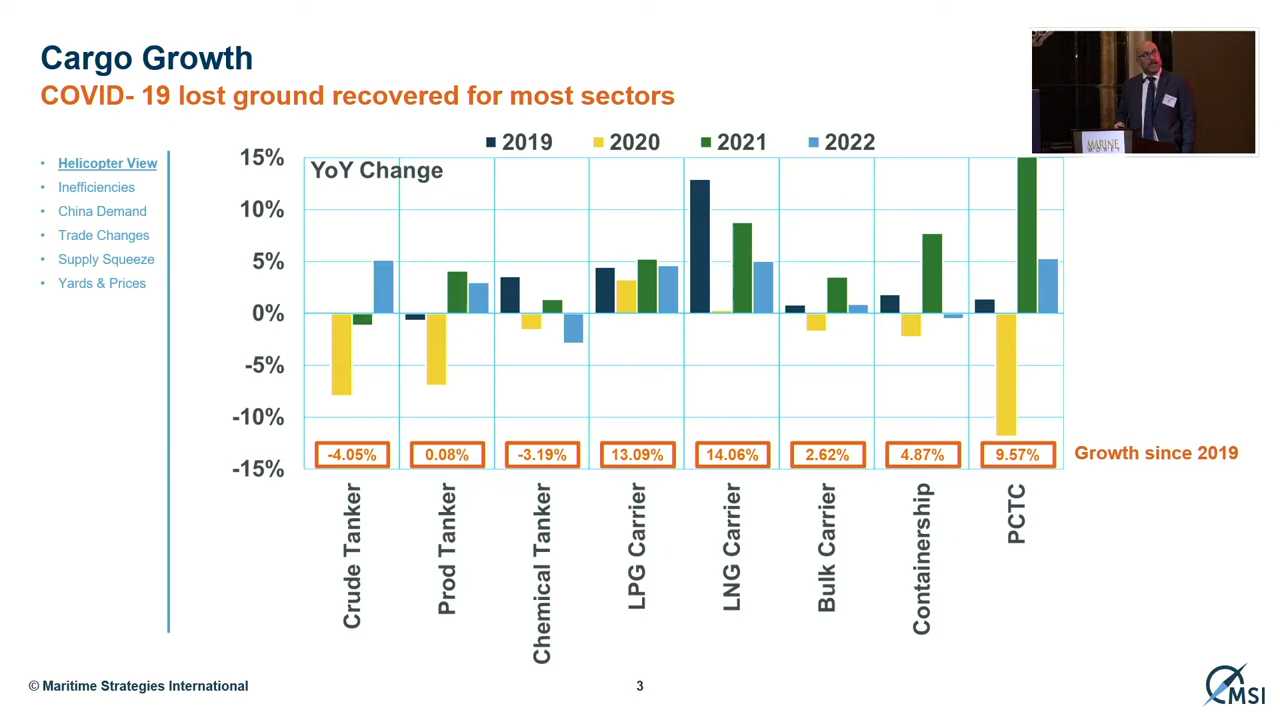 Cargo Growth
COVID- 19 lost ground recovered for most sectors
• Helicopter View
• Inefficiencies
• China Demand
• Trade Changes
• Supply Squeeze
• Yards & Prices
2019 2020 2021 2022
YoY Change
15%
10%
5%
0%
-5%
-10%
-15%
-4.05% 0.08% -3.19% 13.09% 14.06% 2.62% 4.87% 9.57%
Growth since 2019
Crude Tanker
Prod Tanker
Chemical Tanker
LPG Carrier
LNG Carrier
Bulk Carrier
Containership
PCTC
MARINE
© Maritime Strategies International
3
MSI